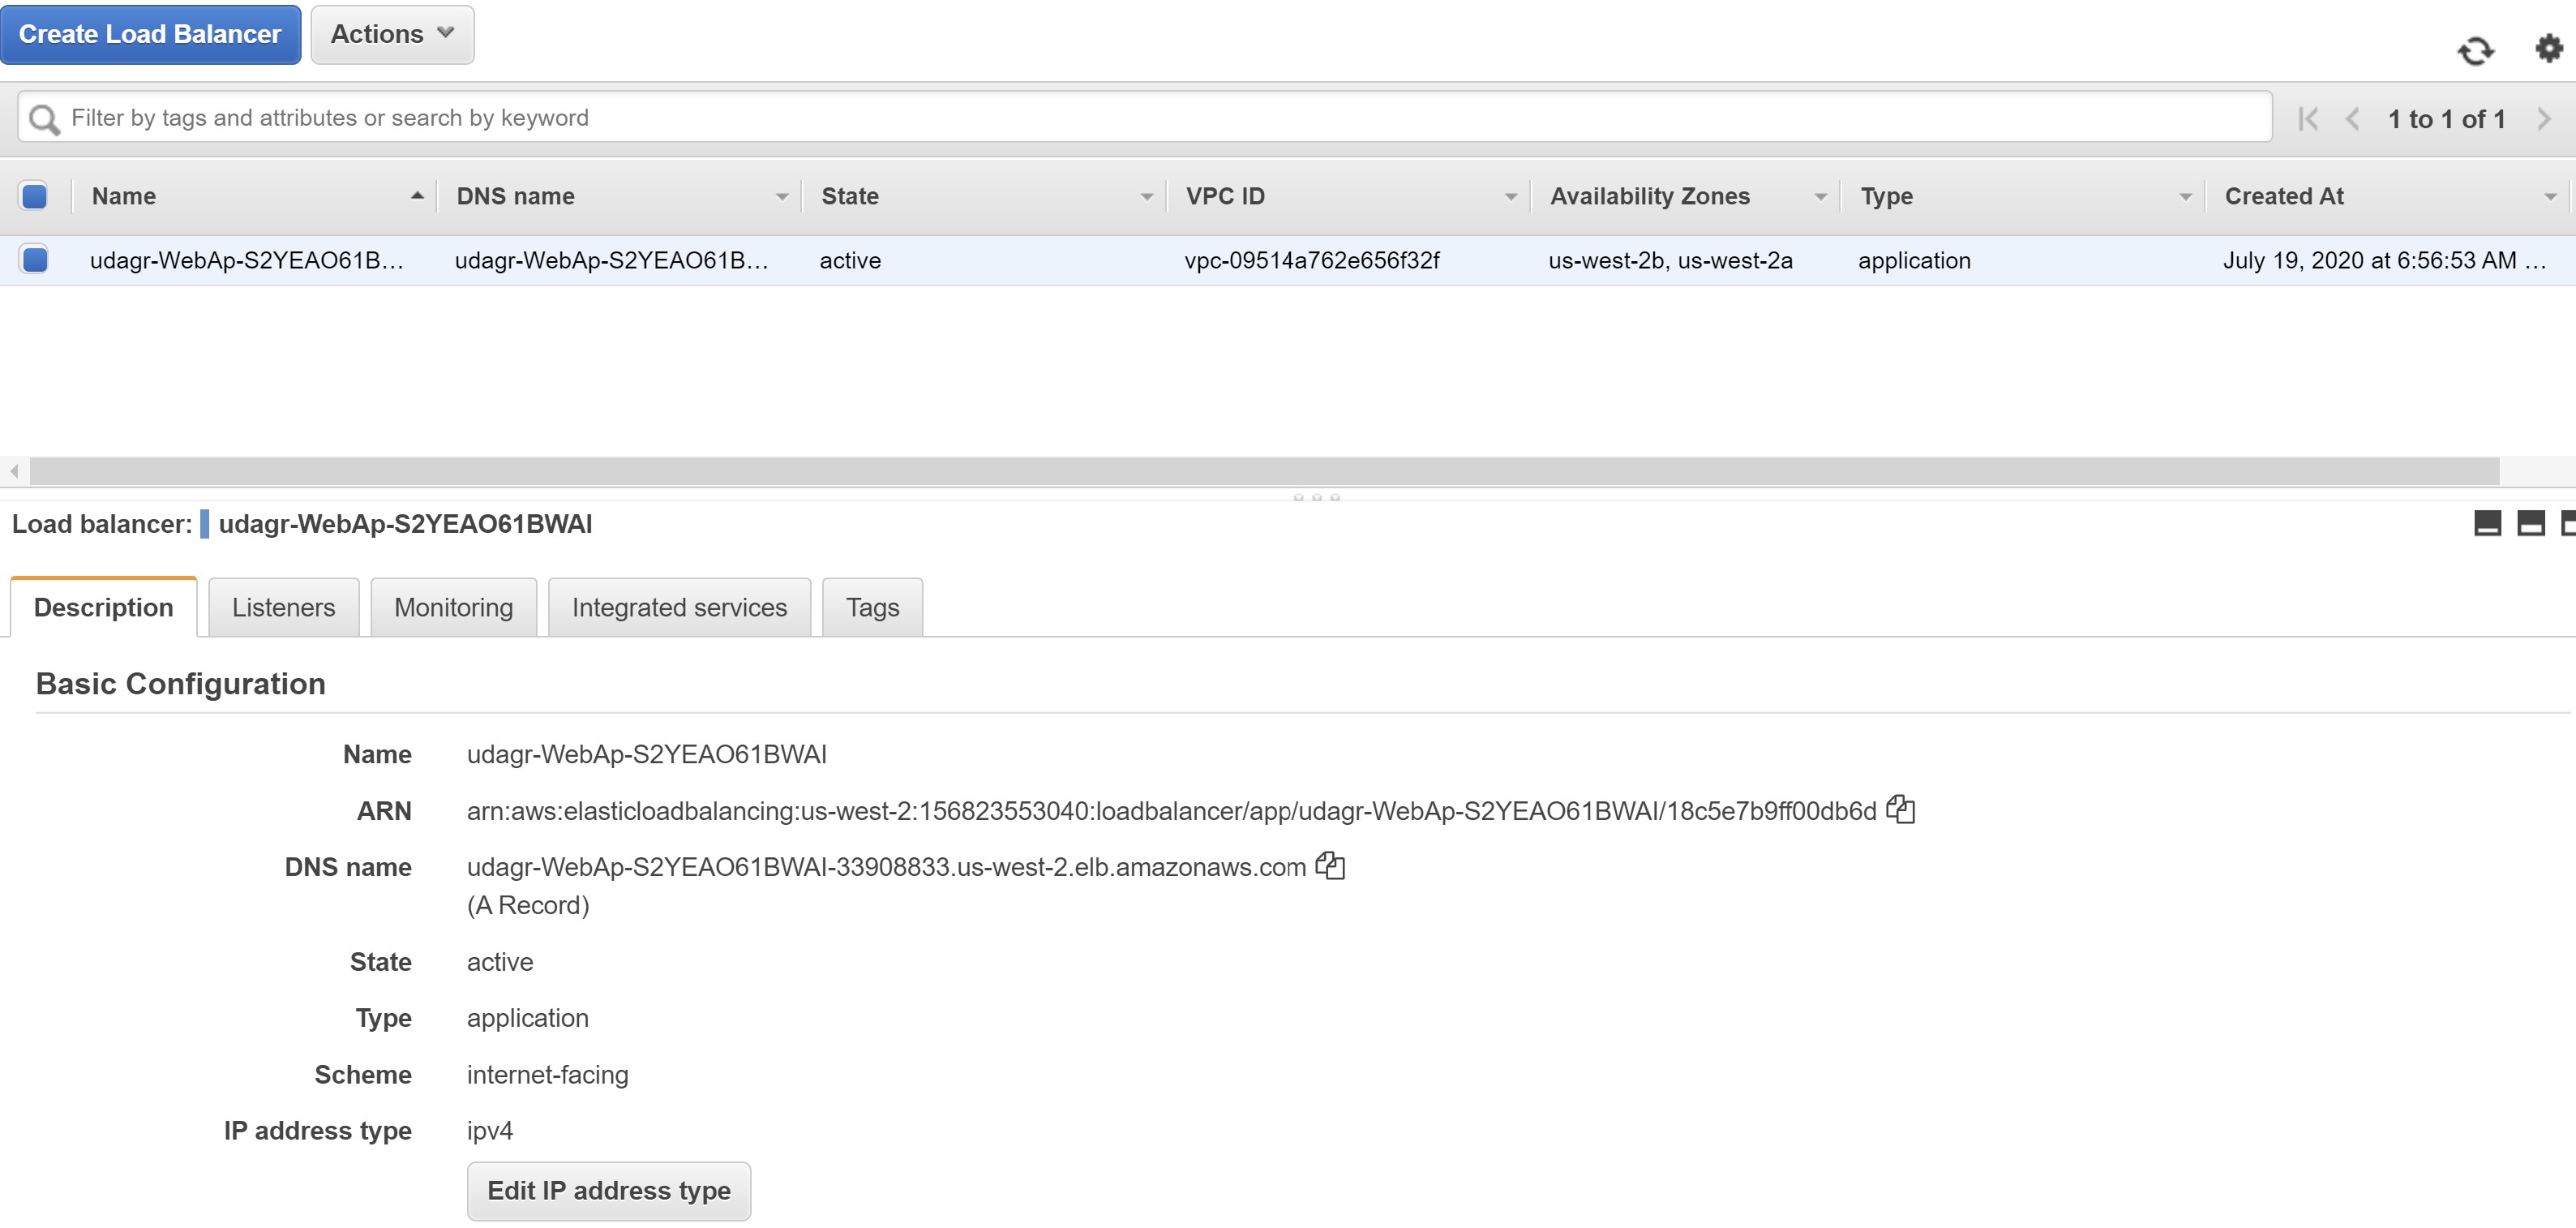 Create Load Balancer Actions
Filter by tags and attributes or search by keyword 1 to 1 of 1
Name DNS name State VPC ID Availability Zones Type Created At
udagr-WebAp-S2YEAO61B... udagr-WebAp-S2YEAO61B... active vpc-09514a762e656f32f us-west-2b, us-west-2a application July 19, 2020 at 6:56:53 AM ...
Load balancer: udagr-WebAp-S2YEAO61BWAI
Description Listeners Monitoring Integrated services Tags
Basic Configuration
Name udagr-WebAp-S2YEAO61BWAI
ARN arn:aws:elasticloadbalancing:us-west-2:156823553040:loadbalancer/app/udagr-WebAp-S2YEAO61BWAI/18c5e7b9ff00db6d
DNS name udagr-WebAp-S2YEAO61BWAI-33908833.us-west-2.elb.amazonaws.com
(A Record)
State active
Type application
Scheme internet-facing
IP address type ipv4
Edit IP address type